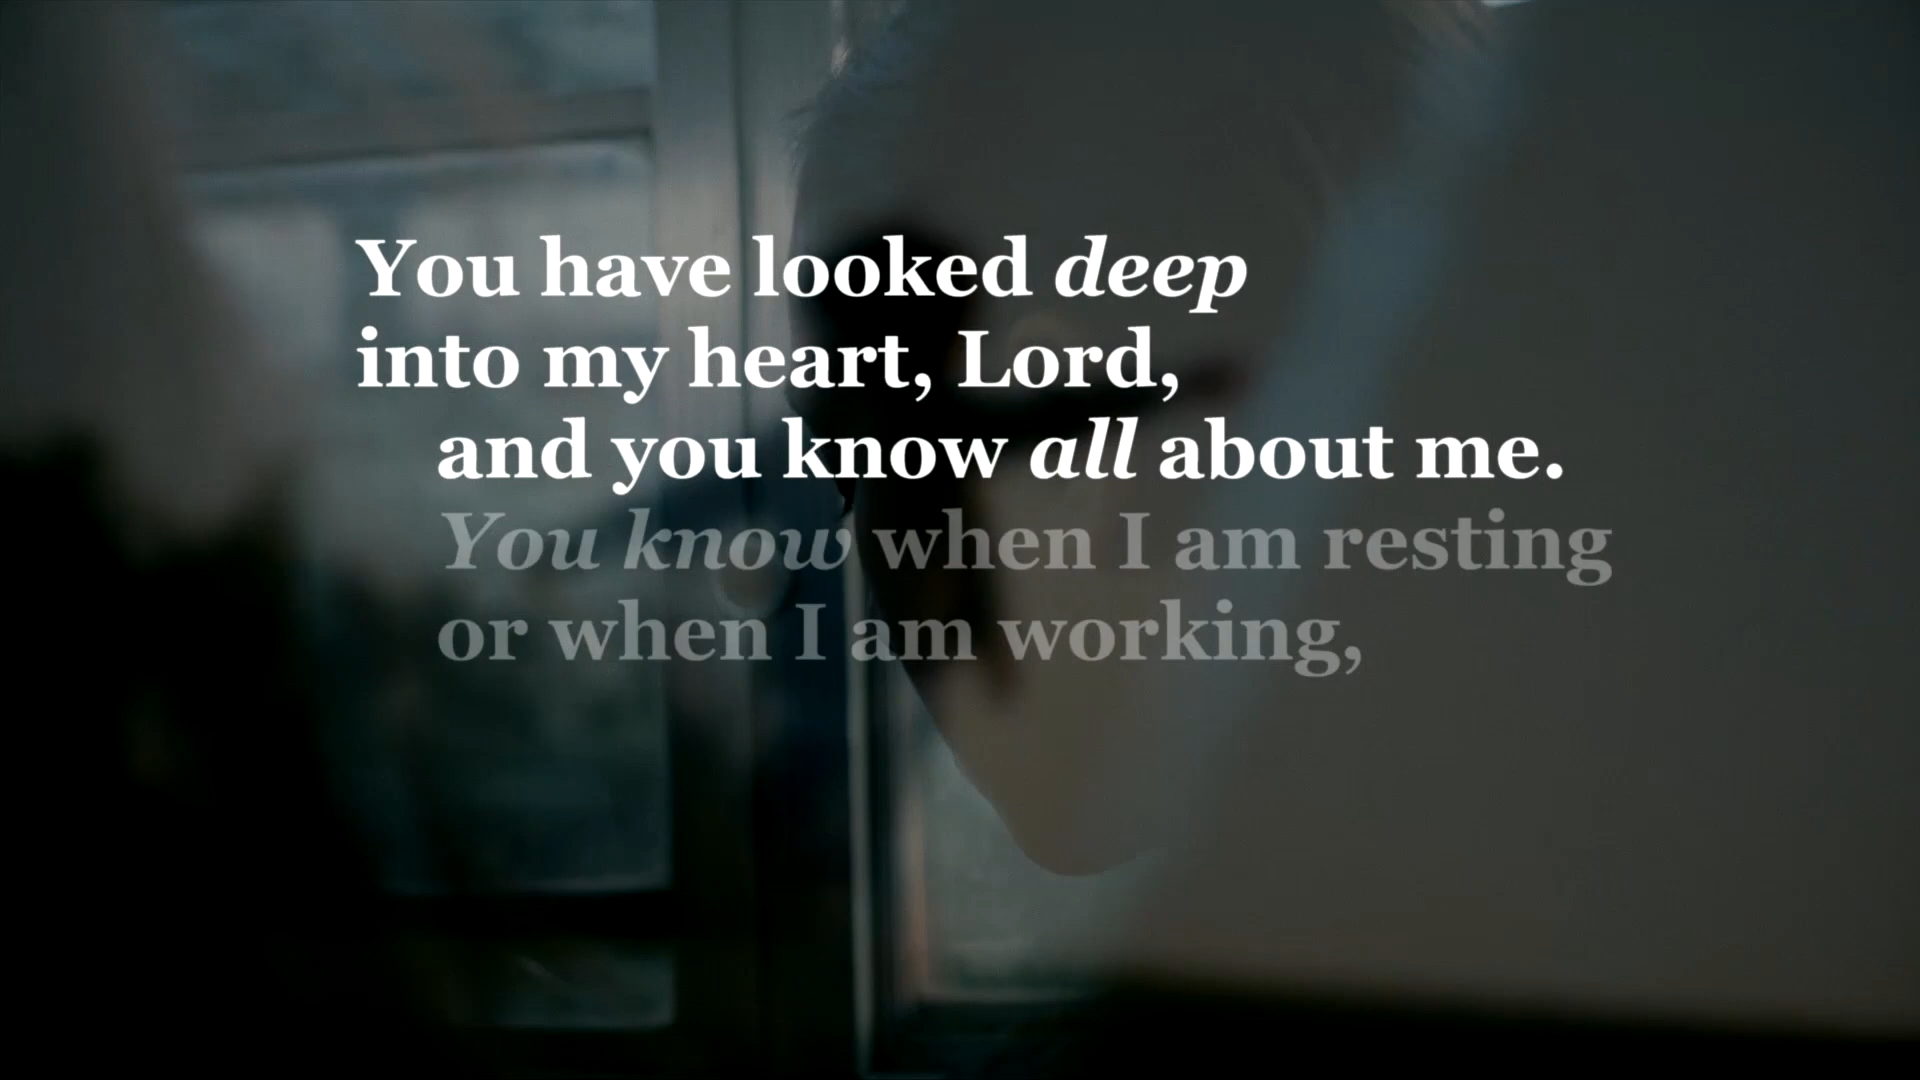 You have looked deep
into my heart, Lord,
and you know all about me.
You know when I am resting
or when I am working,